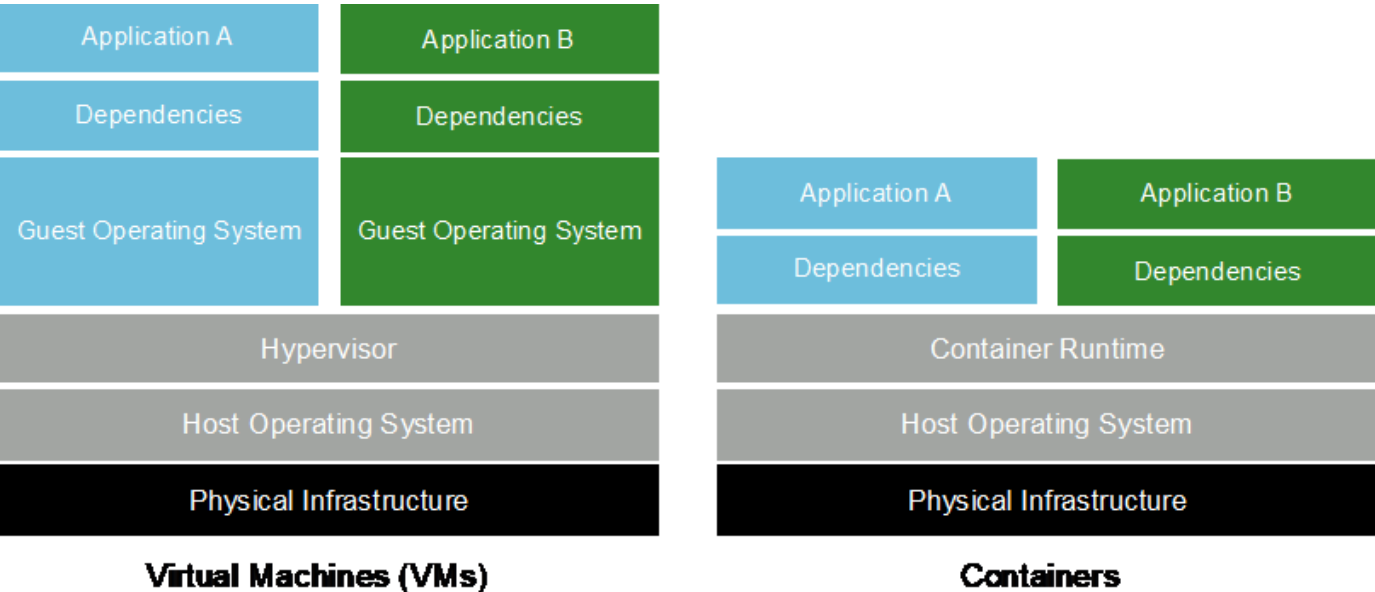 Application A
Application B
Dependencies
Dependencies
Guest Operating System
Guest Operating System
Hypervisor
Host Operating System
Physical Infrastructure
Virtual Machines (VMs)
Application A
Application B
Dependencies
Dependencies
Container Runtime
Host Operating System
Physical Infrastructure
Containers